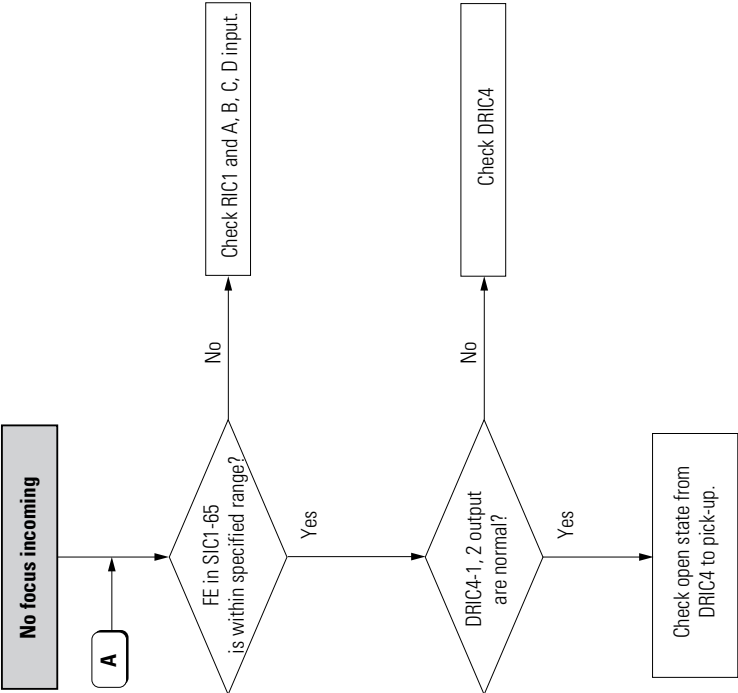 No focus incoming
A
FE in SIC1-65
is within specified range?
No
Check RIC1 and A, B, C, D input.
Yes
DRIC4-1, 2 output
are normal?
No
Check DRIC4
Yes
Check open state from
DRIC4 to pick-up.